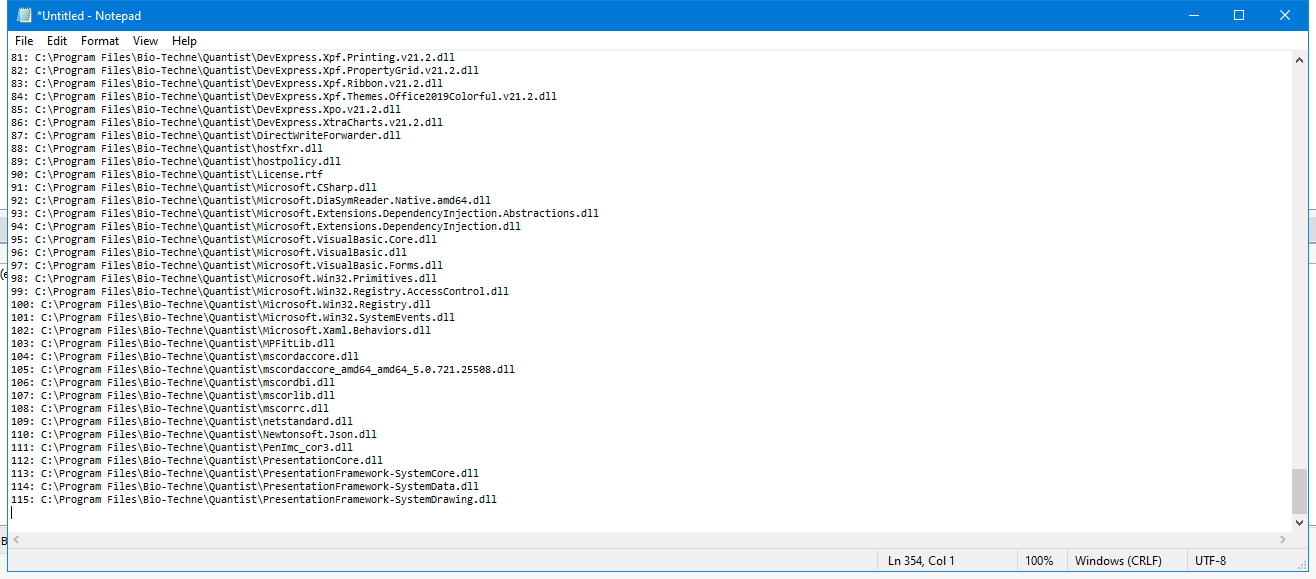 *Untitled - Notepad
File Edit Format View Help
81: C:\Program Files\Bio-Techne\Quantist\DevExpress.Xpf.Printing.v21.2.dll
82: C:\Program Files\Bio-Techne\Quantist\DevExpress.Xpf.PropertyGrid.v21.2.dll
83: C:\Program Files\Bio-Techne\Quantist\DevExpress.Xpf.Ribbon.v21.2.dll
84: C:\Program Files\Bio-Techne\Quantist\DevExpress.Xpf.Themes.Office2019Colorful.v21.2.dll
85: C:\Program Files\Bio-Techne\Quantist\DevExpress.Xpo.v21.2.dll
86: C:\Program Files\Bio-Techne\Quantist\DevExpress.XtraCharts.v21.2.dll
87: C:\Program Files\Bio-Techne\Quantist\DirectWriteForwarder.dll
88: C:\Program Files\Bio-Techne\Quantist\hostfxr.dll
89: C:\Program Files\Bio-Techne\Quantist\hostpolicy.dll
90: C:\Program Files\Bio-Techne\Quantist\License.rtf
91: C:\Program Files\Bio-Techne\Quantist\Microsoft.CSharp.dll
92: C:\Program Files\Bio-Techne\Quantist\Microsoft.DiaSymReader.Native.amd64.dll
93: C:\Program Files\Bio-Techne\Quantist\Microsoft.Extensions.DependencyInjection.Abstractions.dll
94: C:\Program Files\Bio-Techne\Quantist\Microsoft.Extensions.DependencyInjection.dll
95: C:\Program Files\Bio-Techne\Quantist\Microsoft.VisualBasic.Core.dll
96: C:\Program Files\Bio-Techne\Quantist\Microsoft.VisualBasic.dll
97: C:\Program Files\Bio-Techne\Quantist\Microsoft.VisualBasic.Forms.dll
98: C:\Program Files\Bio-Techne\Quantist\Microsoft.Win32.Primitives.dll
99: C:\Program Files\Bio-Techne\Quantist\Microsoft.Win32.Registry.AccessControl.dll
100: C:\Program Files\Bio-Techne\Quantist\Microsoft.Win32.Registry.dll
101: C:\Program Files\Bio-Techne\Quantist\Microsoft.Win32.SystemEvents.dll
102: C:\Program Files\Bio-Techne\Quantist\Microsoft.Xaml.Behaviors.dll
103: C:\Program Files\Bio-Techne\Quantist\MPFitLib.dll
104: C:\Program Files\Bio-Techne\Quantist\mscordaccore.dll
105: C:\Program Files\Bio-Techne\Quantist\mscordaccore_amd64_amd64_5.0.721.25508.dll
106: C:\Program Files\Bio-Techne\Quantist\mscordbi.dll
107: C:\Program Files\Bio-Techne\Quantist\mscorlib.dll
108: C:\Program Files\Bio-Techne\Quantist\mscorrc.dll
109: C:\Program Files\Bio-Techne\Quantist\netstandard.dll
110: C:\Program Files\Bio-Techne\Quantist\Newtonsoft.Json.dll
111: C:\Program Files\Bio-Techne\Quantist\PenImc_cor3.dll
112: C:\Program Files\Bio-Techne\Quantist\PresentationCore.dll
113: C:\Program Files\Bio-Techne\Quantist\PresentationFramework-SystemCore.dll
114: C:\Program Files\Bio-Techne\Quantist\PresentationFramework-SystemData.dll
115: C:\Program Files\Bio-Techne\Quantist\PresentationFramework-SystemDrawing.dll
Ln 354, Col 1 100% Windows (CRLF) UTF-8